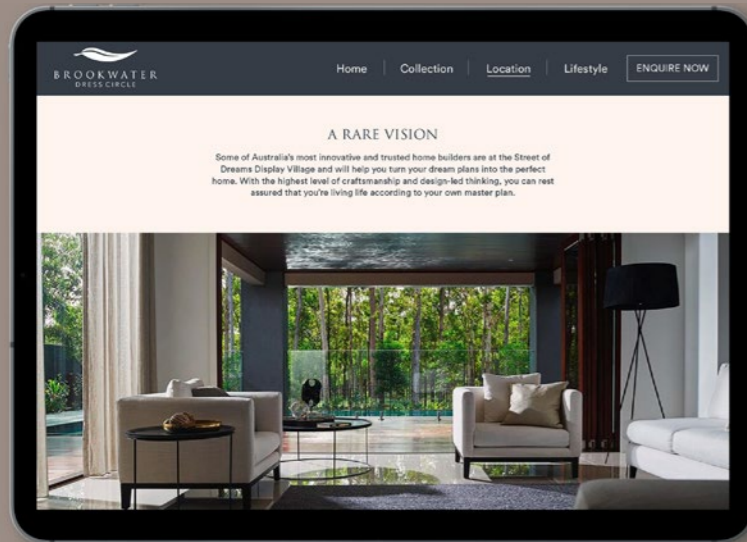 BROOKWATER
DRESS CIRCLE
Home
Collection
Location
Lifestyle
ENQUIRE NOW
A RARE VISION
Some of Australia's most innovative and trusted home builders are at the Street of
Dreams Display Village and will help you turn your dream plans into the perfect
home. With the highest level of craftsmanship and design-led thinking, you can rest
assured that you're living life according to your own master plan.